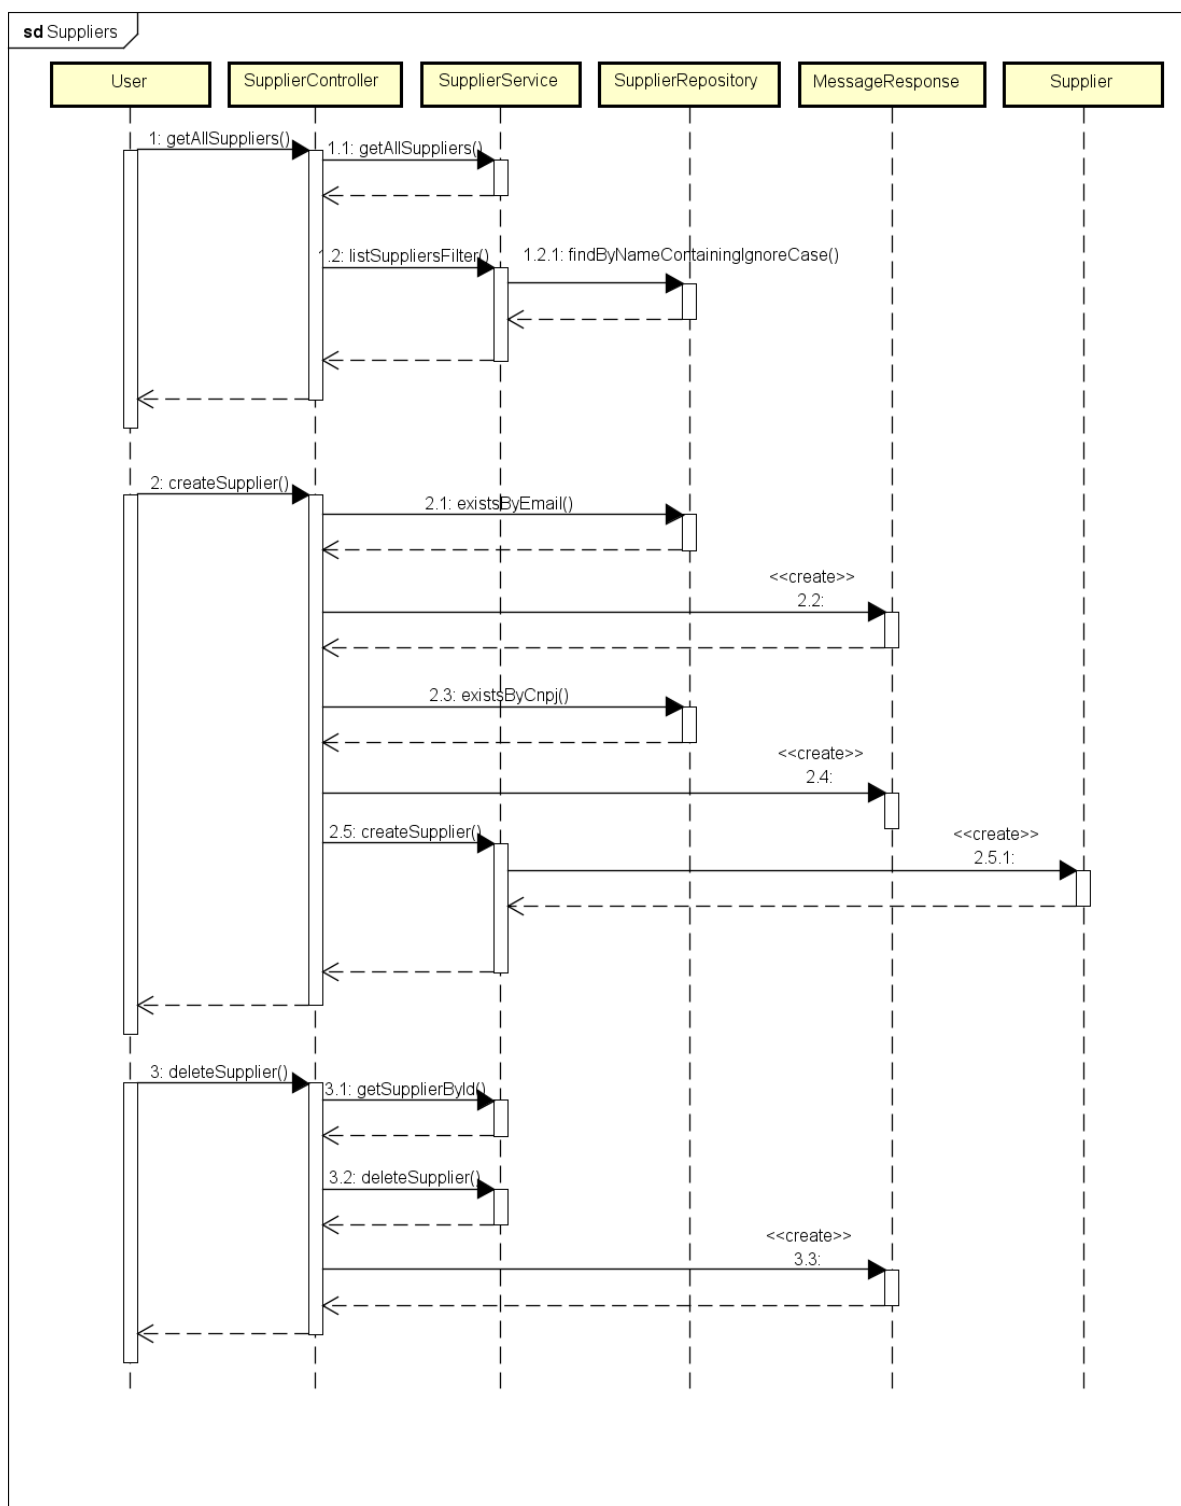 sd Suppliers
User
SupplierController
SupplierService
SupplierRepository
MessageResponse
Supplier
1: getAllSuppliers()
1.1: getAllSuppliers()
1.2: listSuppliersFilter()
1.2.1: findByNameContainingIgnoreCase()
2: createSupplier()
2.1: existsByEmail()
<<create>>
2.2:
2.3: existsByCnpj()
<<create>>
2.4:
2.5: createSupplier()
<<create>>
2.5.1:
3: deleteSupplier()
3.1: getSupplierById()
3.2: deleteSupplier()
<<create>>
3.3: